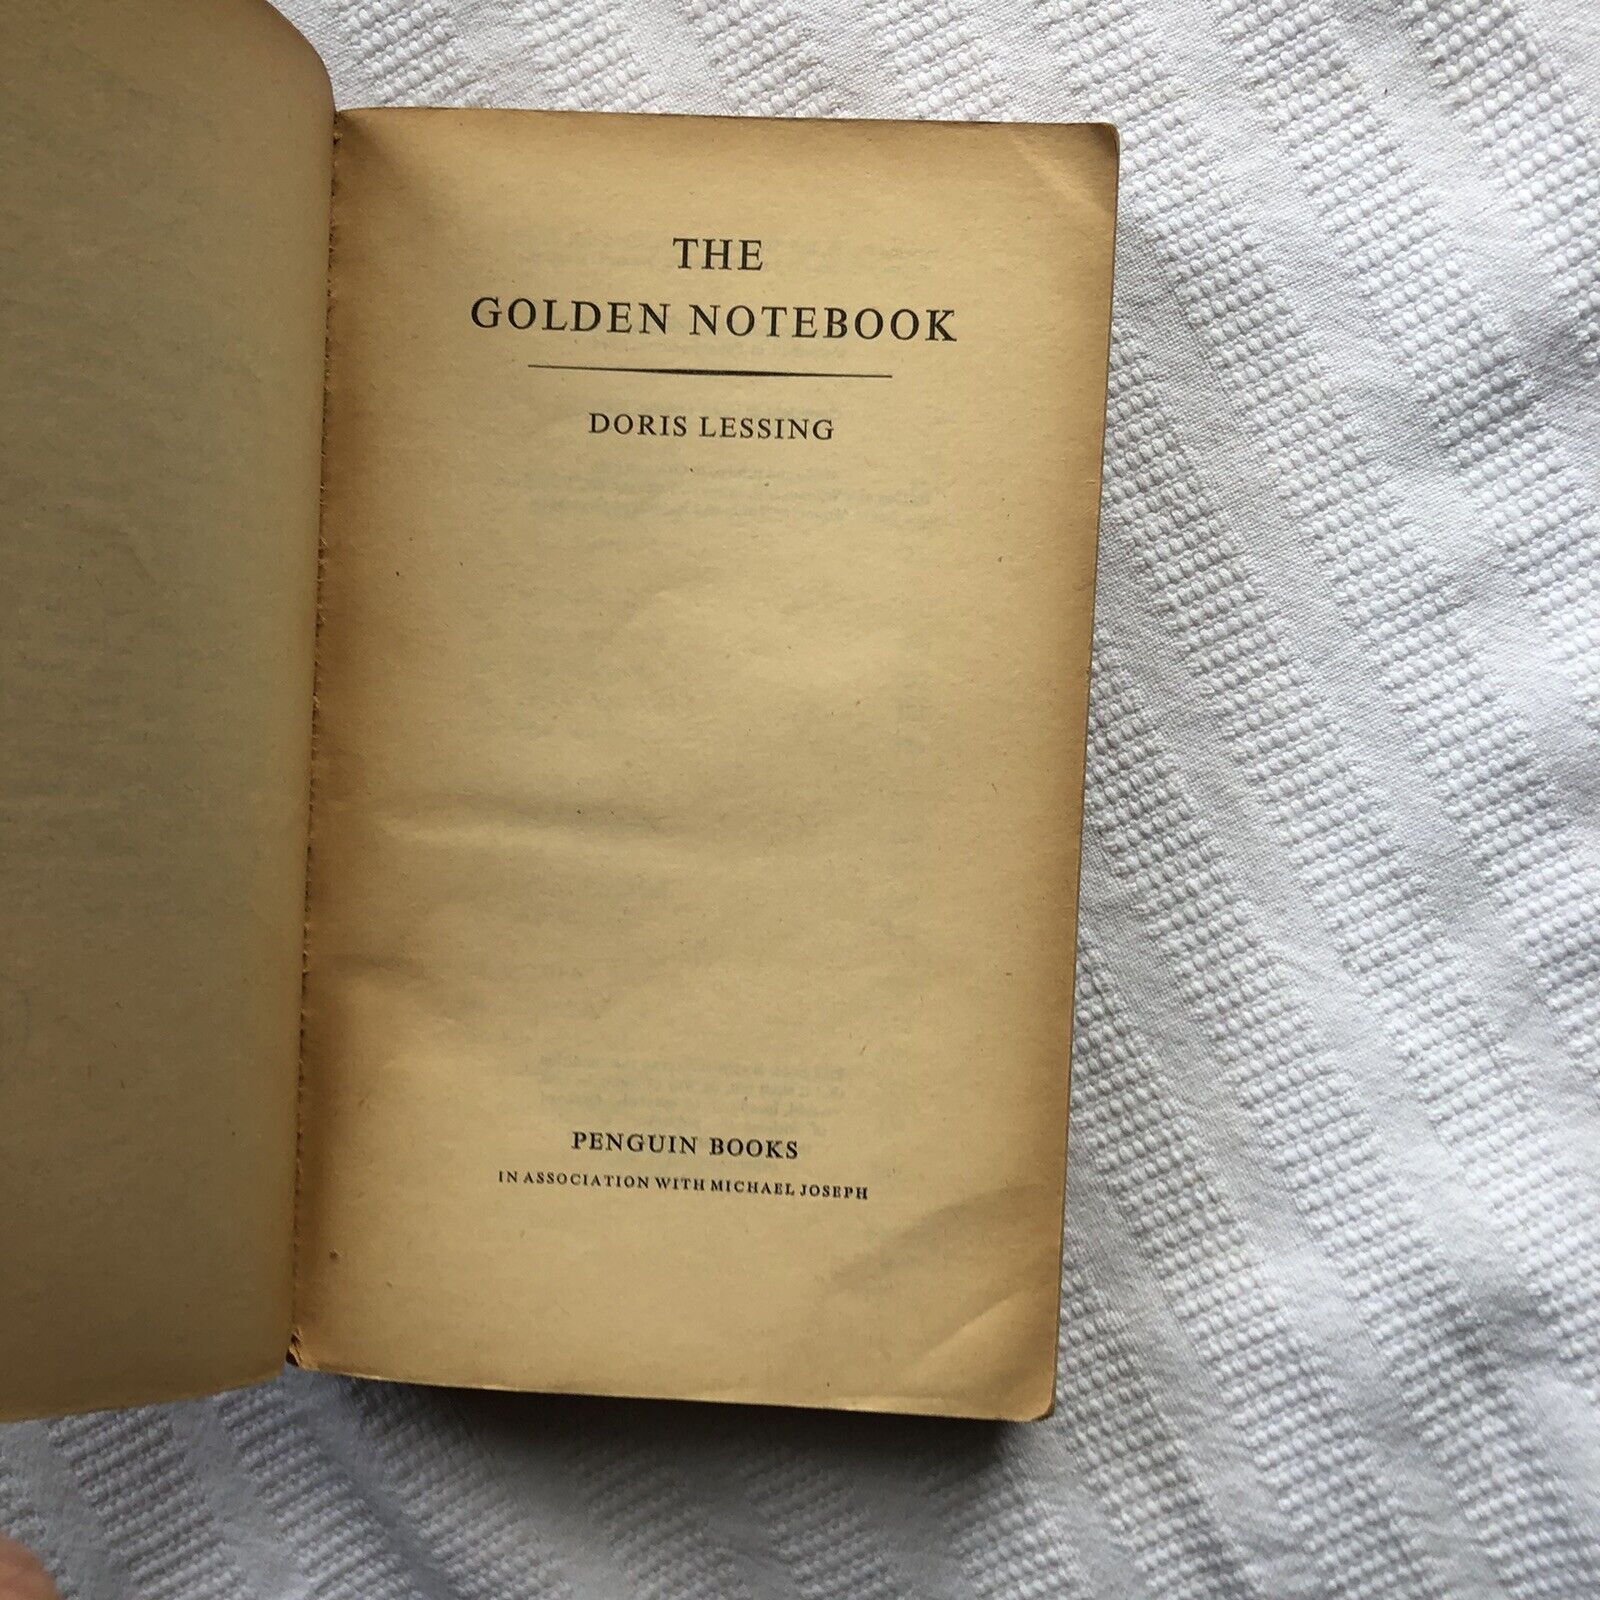 THE
GOLDEN NOTEBOOK
DORIS LESSING
PENGUIN BOOKS
IN ASSOCIATION WITH MICHAEL JOSEPH